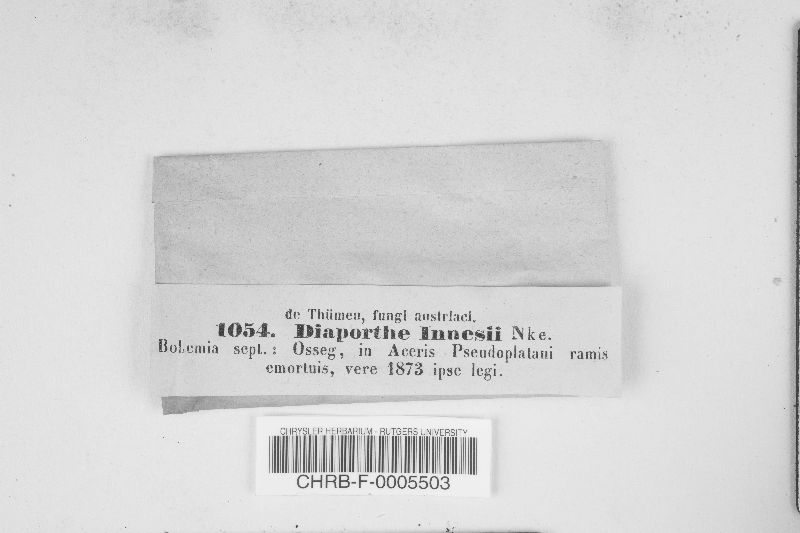 de Thümen, fungi austriaci.
1054. Diaporthe Innesii Nke.
Bohemia sept.: Osseg, in Aceris Pseudoplatani ramis
emortuis, vere 1873 ipse legi.
CHRYSLER HERBARIUM - RUTGERS UNIVERSITY
CHRB-F-0005503